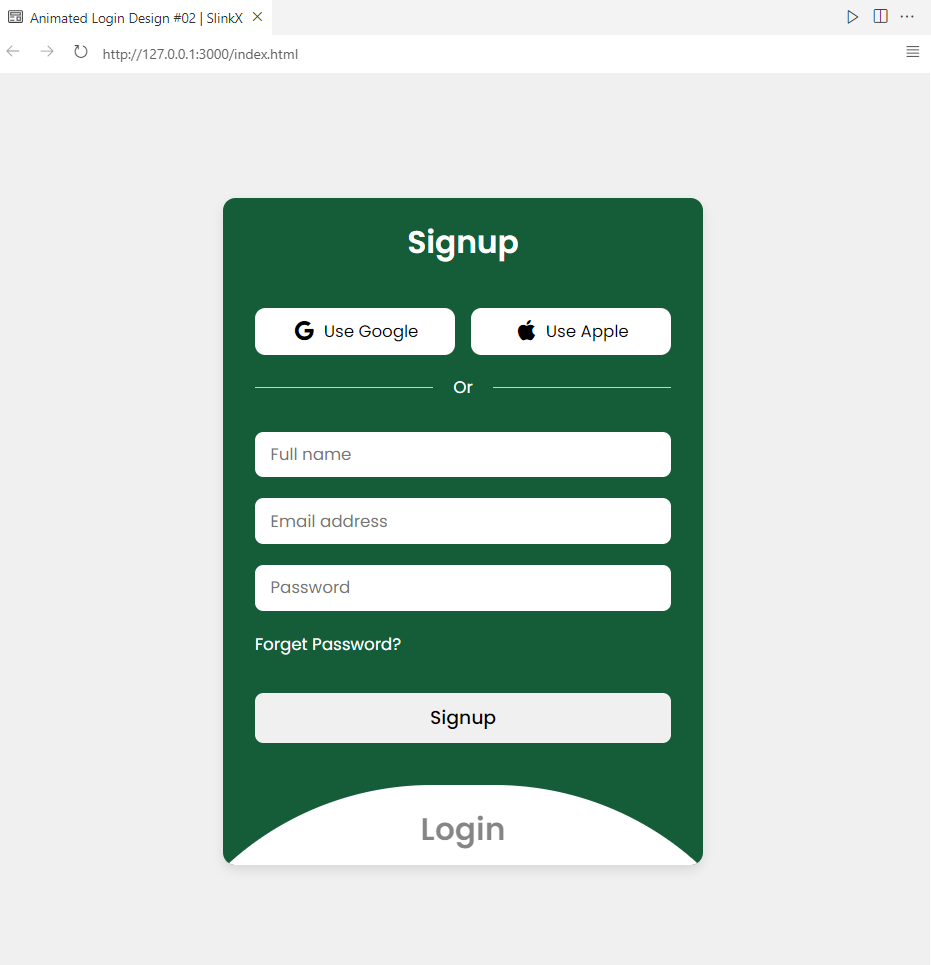 Animated Login Design #02 | SlinkX
http://127.0.0.1:3000/index.html
Signup
Use Google
Use Apple
Or
Full name
Email address
Password
Forget Password?
Signup
Login